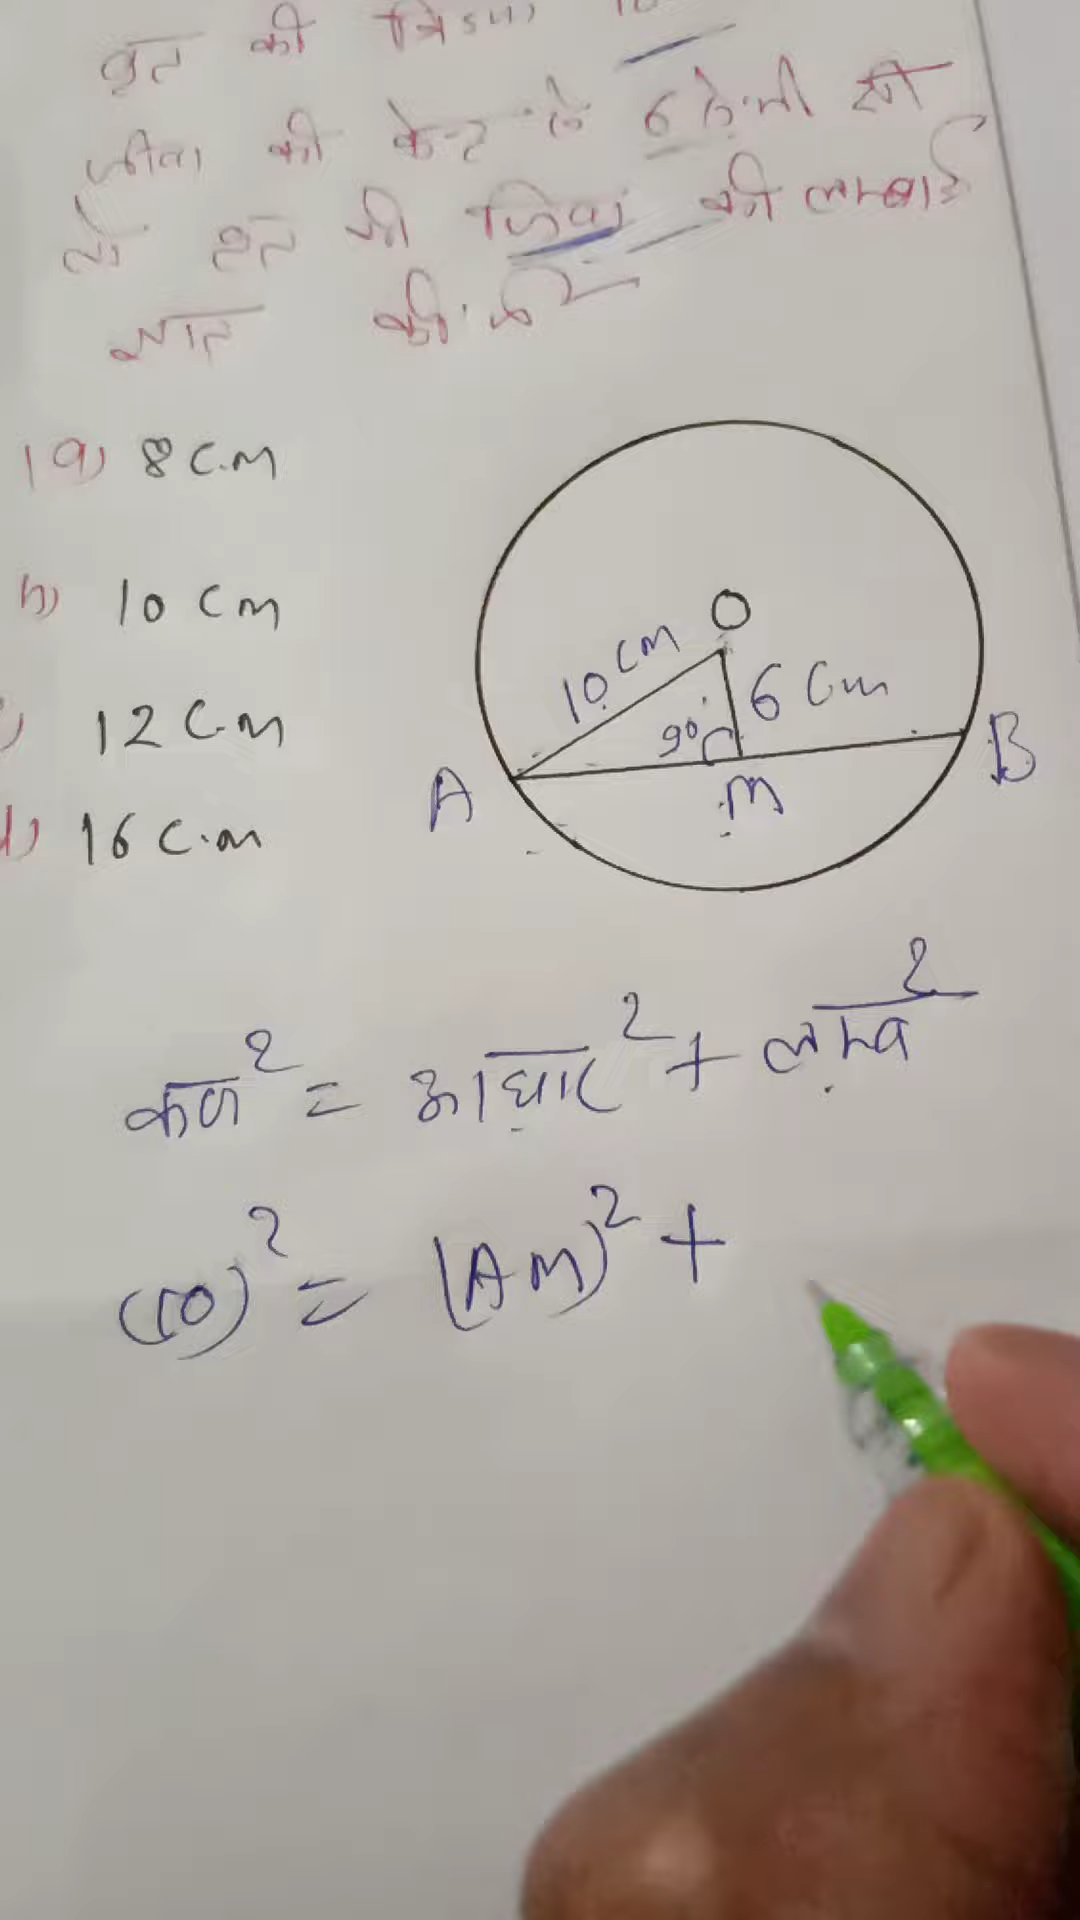 वृत की त्रिज्या 10
जीवा की केन्द्र से 6 से.मी दूरी
तो वृत की जिवा की लम्बाई
ज्ञात की
(a) 8 C.M
b) 10 Cm
12 C.m
d) 16 C.m
O
10 cm
6 Cm
90°
A
M
B
कर्ण² = आधार² + लम्ब²
(10)² = (AM)² +